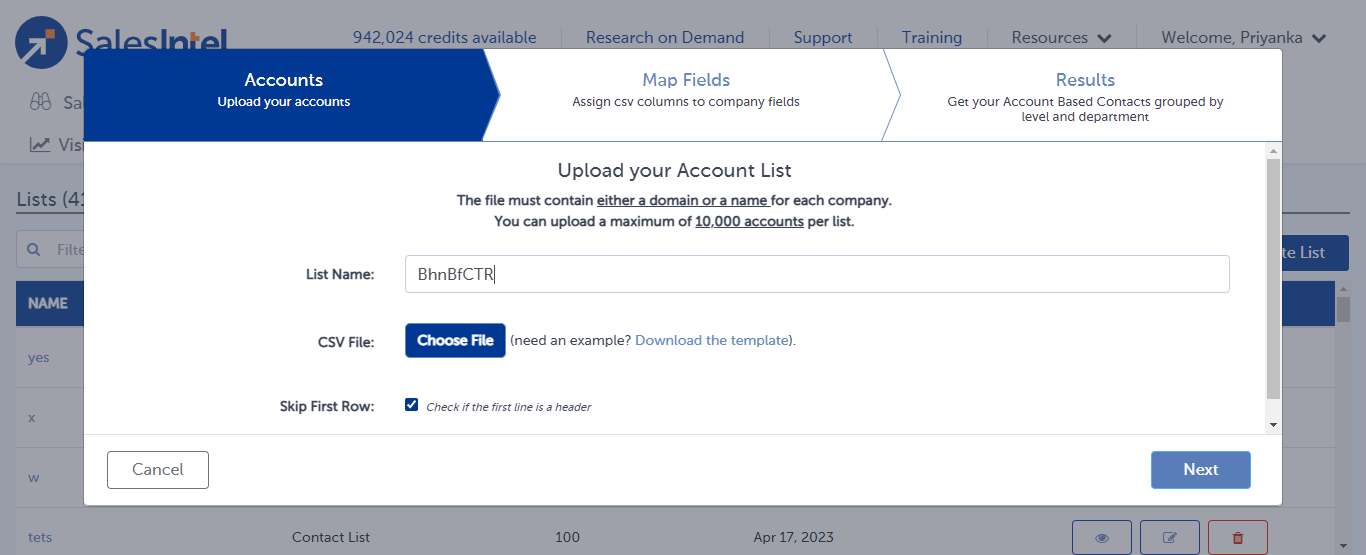 SalesIntel
942,024 credits available
Research on Demand
Support
Training
Resources
Welcome, Priyanka
Accounts
Upload your accounts
Map Fields
Assign csv columns to company fields
Results
Get your Account Based Contacts grouped by
level and department
Upload your Account List
The file must contain either a domain or a name for each company.
You can upload a maximum of 10,000 accounts per list.
Lists (41
List Name:
BhnBfCTR
List
NAME
CSV File:
Choose File
(need an example? Download the template).
yes
Skip First Row:
Check if the first line is a header
x
Cancel
Next
w
tets
Contact List
100
Apr 17, 2023